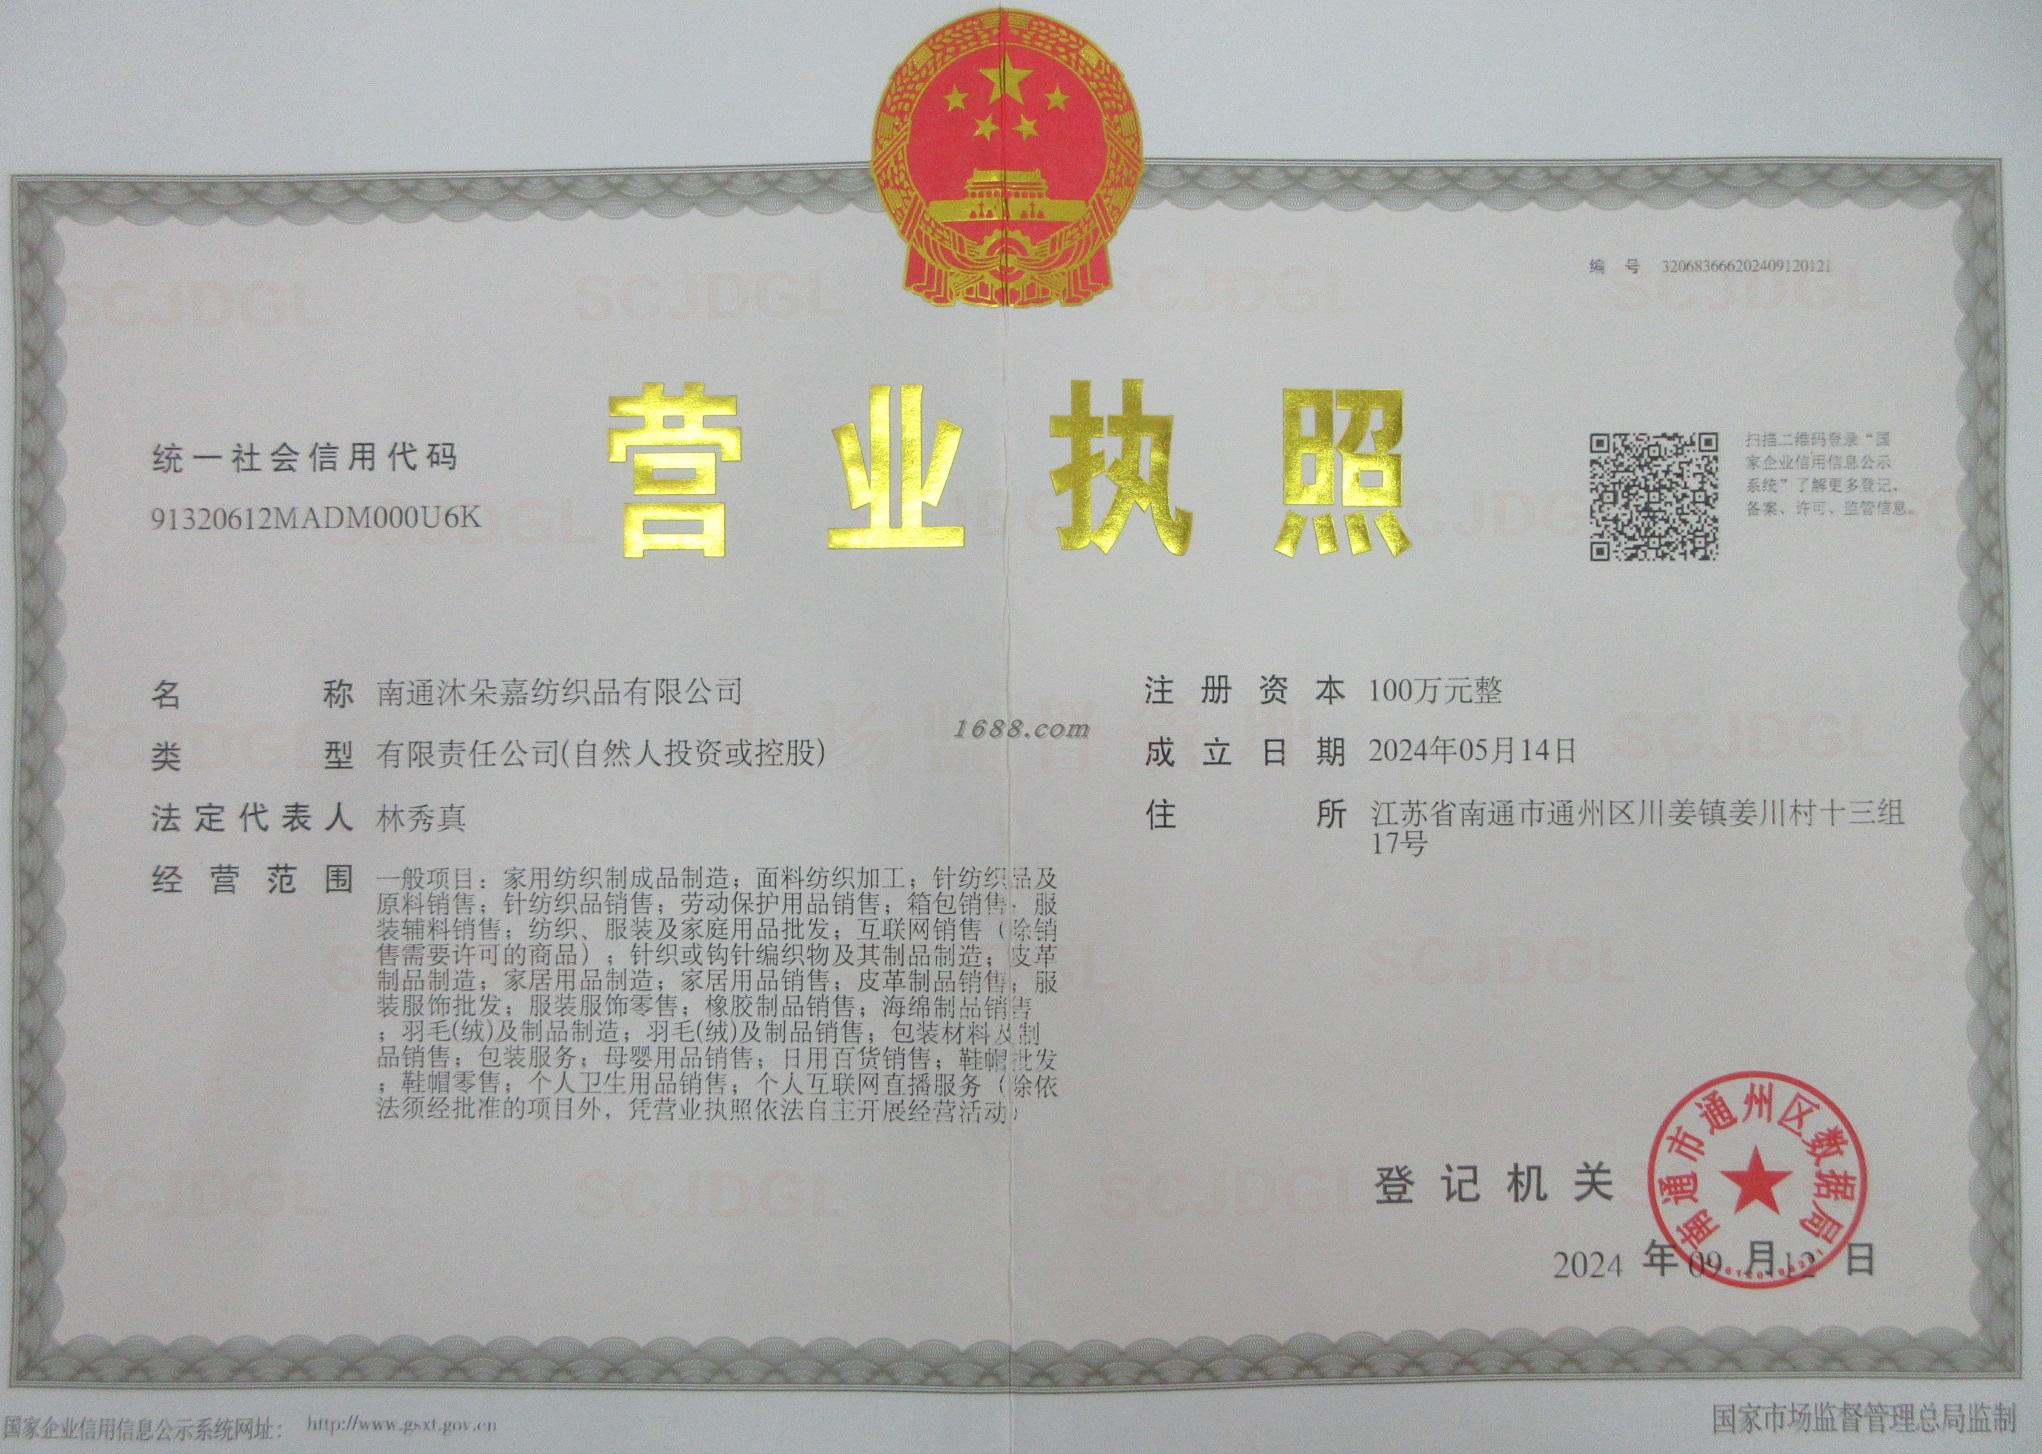 编 号 320683666202409120121
营业执照
统一社会信用代码
91320612MADM000U6K
扫描二维码登录“国
家企业信用信息公示
系统”了解更多登记、
备案、许可、监管信息。
名 称 南通沐朵嘉纺织品有限公司
类 型 有限责任公司(自然人投资或控股)
法定代表人 林秀真
经营范围 一般项目：家用纺织制成品制造；面料纺织加工；针纺织品及
原料销售；针纺织品销售；劳动保护用品销售；箱包销售；服
装辅料销售；纺织、服装及家庭用品批发；互联网销售（除销
售需要许可的商品）；针织或钩针编织物及其制品制造；皮革
制品制造；家居用品制造；家居用品销售；皮革制品销售；服
装服饰批发；服装服饰零售；橡胶制品销售；海绵制品销售
；羽毛(绒)及制品制造；羽毛(绒)及制品销售；包装材料及制
品销售；包装服务；母婴用品销售；日用百货销售；鞋帽批发
；鞋帽零售；个人卫生用品销售；个人互联网直播服务（除依
法须经批准的项目外，凭营业执照依法自主开展经营活动）
注册资本 100万元整
成立日期 2024年05月14日
住 所 江苏省南通市通州区川姜镇姜川村十三组
17号
1688.com
登记机关
南通市通州区数据局
2024 年 09 月 12 日
国家企业信用信息公示系统网址： http://www.gsxt.gov.cn
国家市场监督管理总局监制
SCJDGL
市场监督管理